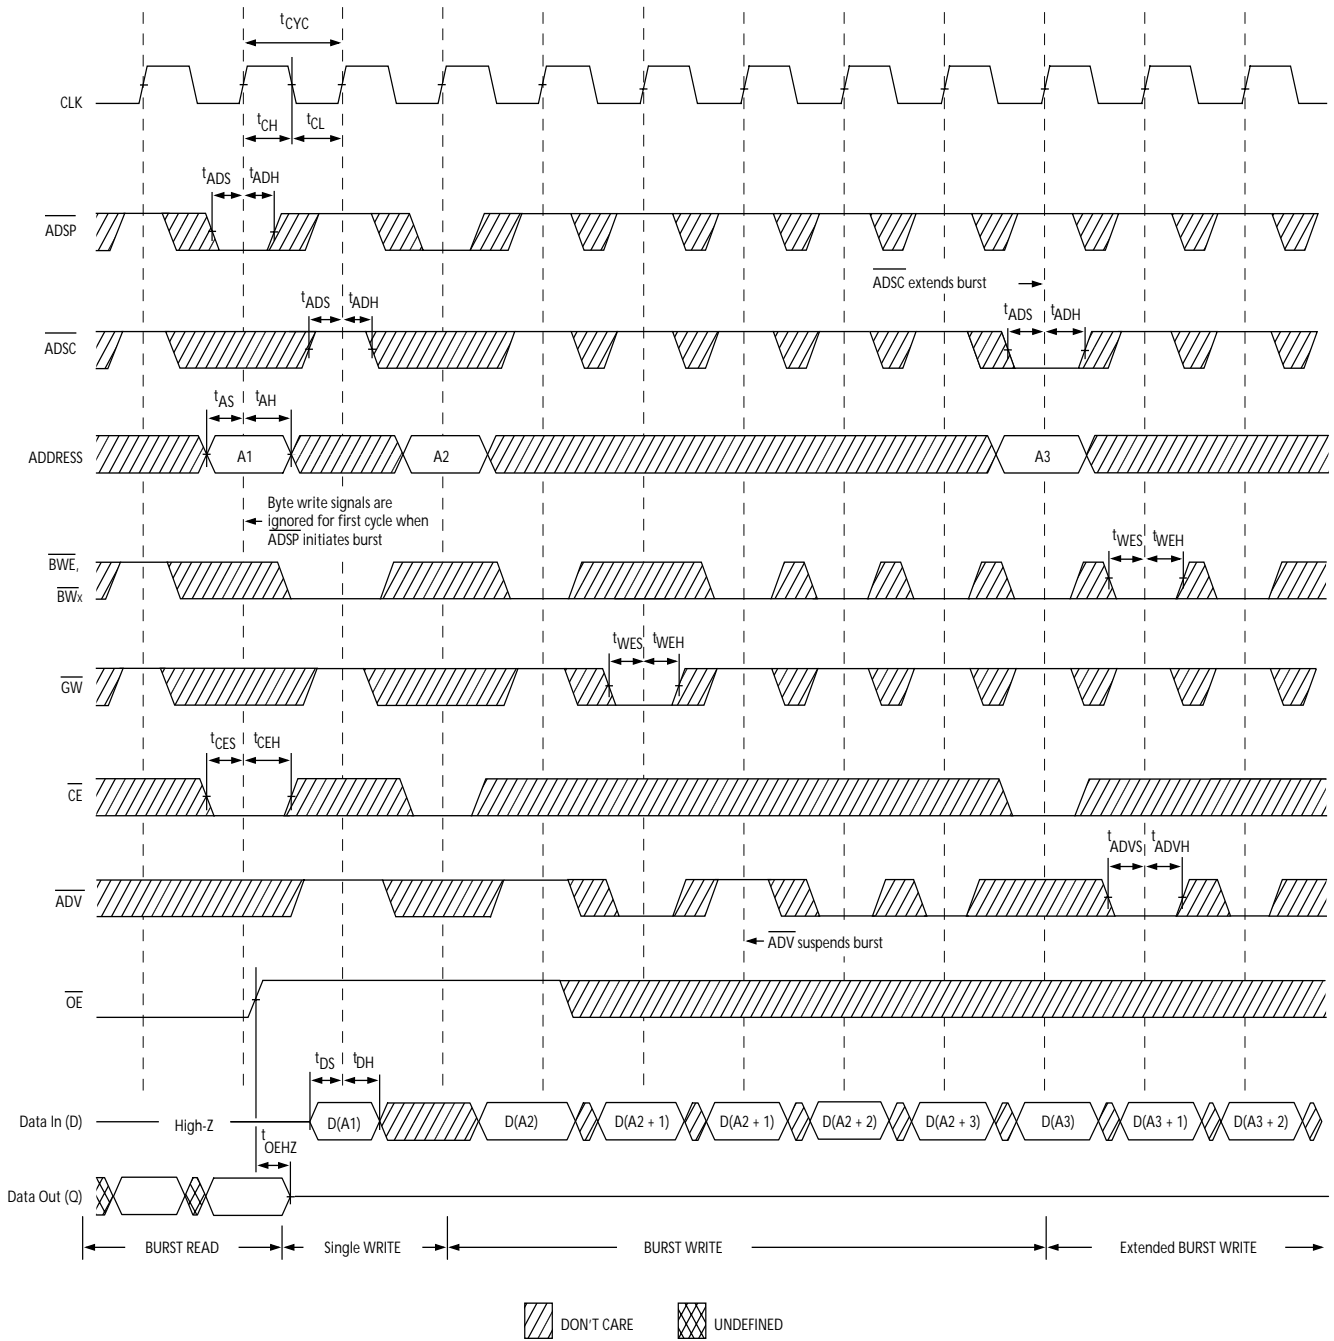 tCYC
CLK
tCH tCL
tADS tADH
ADSP
ADSC extends burst
tADS tADH
tADS tADH
ADSC
tAS tAH
ADDRESS
A1 A2 A3
Byte write signals are
ignored for first cycle when
ADSP initiates burst
tWES tWEH
BWE,
BWx
tWES tWEH
GW
tCES tCEH
CE
tADVS tADVH
ADV
ADV suspends burst
OE
tDS tDH
Data In (D) High-Z D(A1) D(A2) D(A2 + 1) D(A2 + 1) D(A2 + 2) D(A2 + 3) D(A3) D(A3 + 1) D(A3 + 2)
tOEHZ
Data Out (Q)
BURST READ Single WRITE BURST WRITE Extended BURST WRITE
DON'T CARE UNDEFINED